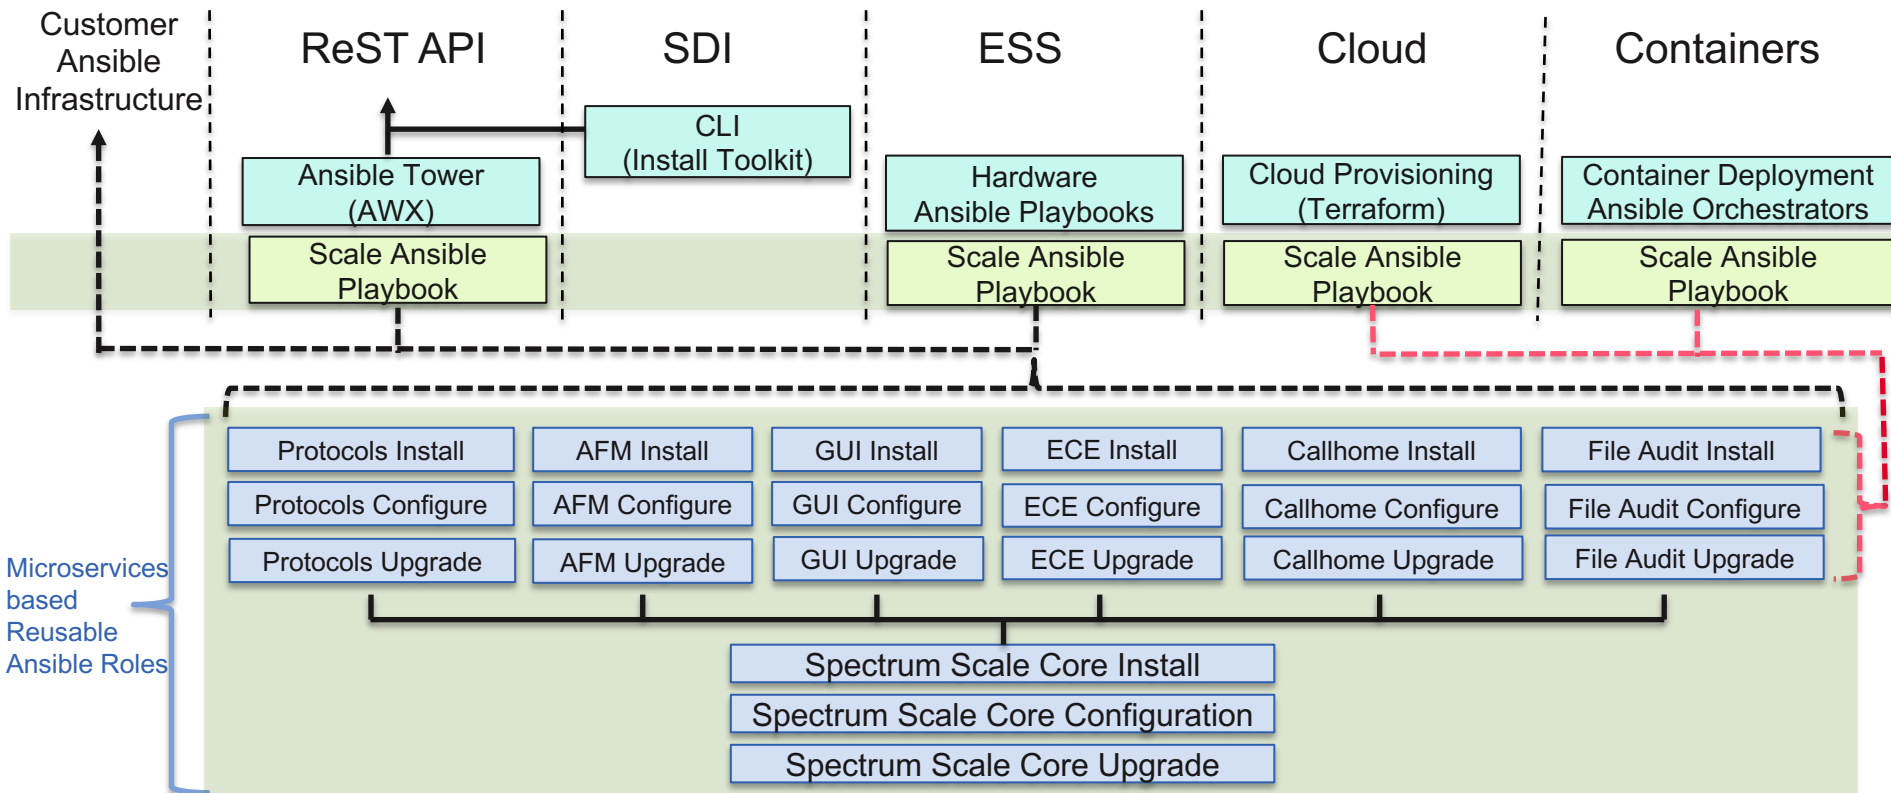 Customer
Ansible
Infrastructure
ReST API
SDI
ESS
Cloud
Containers
CLI
(Install Toolkit)
Ansible Tower
(AWX)
Hardware
Ansible Playbooks
Cloud Provisioning
(Terraform)
Container Deployment
Ansible Orchestrators
Scale Ansible
Playbook
Scale Ansible
Playbook
Scale Ansible
Playbook
Scale Ansible
Playbook
Protocols Install
AFM Install
GUI Install
ECE Install
Callhome Install
File Audit Install
Protocols Configure
AFM Configure
GUI Configure
ECE Configure
Callhome Configure
File Audit Configure
Protocols Upgrade
AFM Upgrade
GUI Upgrade
ECE Upgrade
Callhome Upgrade
File Audit Upgrade
Microservices
based
Reusable
Ansible Roles
Spectrum Scale Core Install
Spectrum Scale Core Configuration
Spectrum Scale Core Upgrade